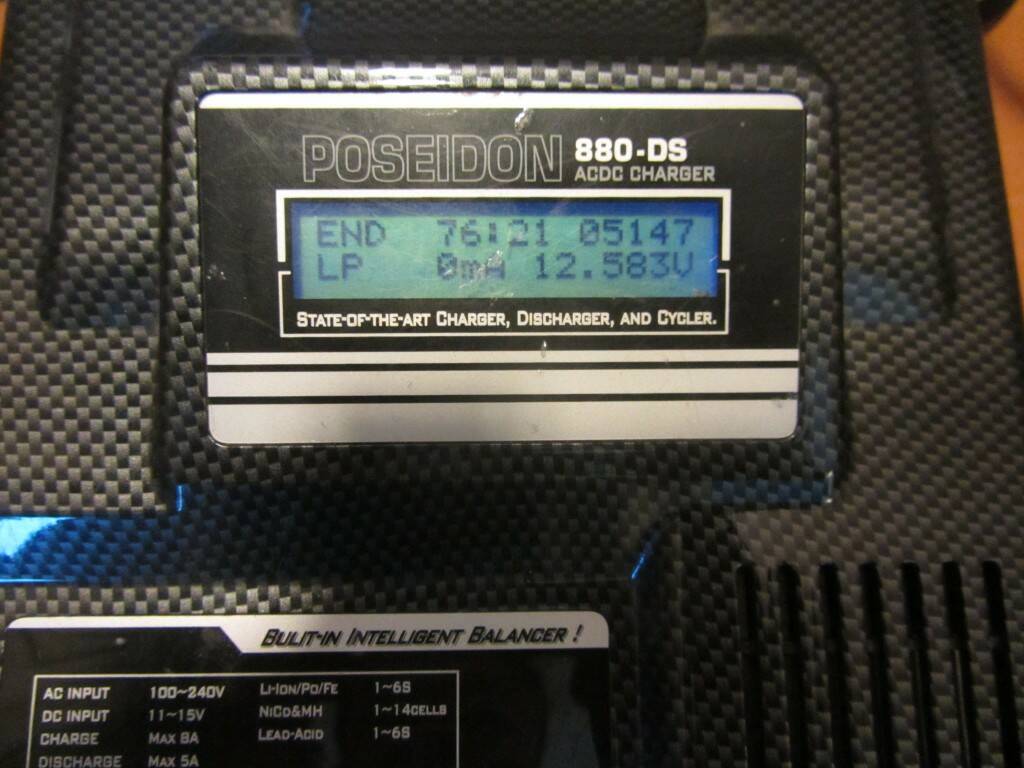 POSEIDON 880-DS
ACDC CHARGER
END 76:21 05147
LP 0mA 12.583V
STATE-OF-THE-ART CHARGER, DISCHARGER, AND CYCLER.
BULIT-IN INTELLIGENT BALANCER !
AC INPUT 100~240V LI-ION/PO/FE 1~6S
DC INPUT 11~15V NICD&MH 1~14CELLS
CHARGE MAX 8A LEAD-ACID 1~6S
DISCHARGE MAX 5A